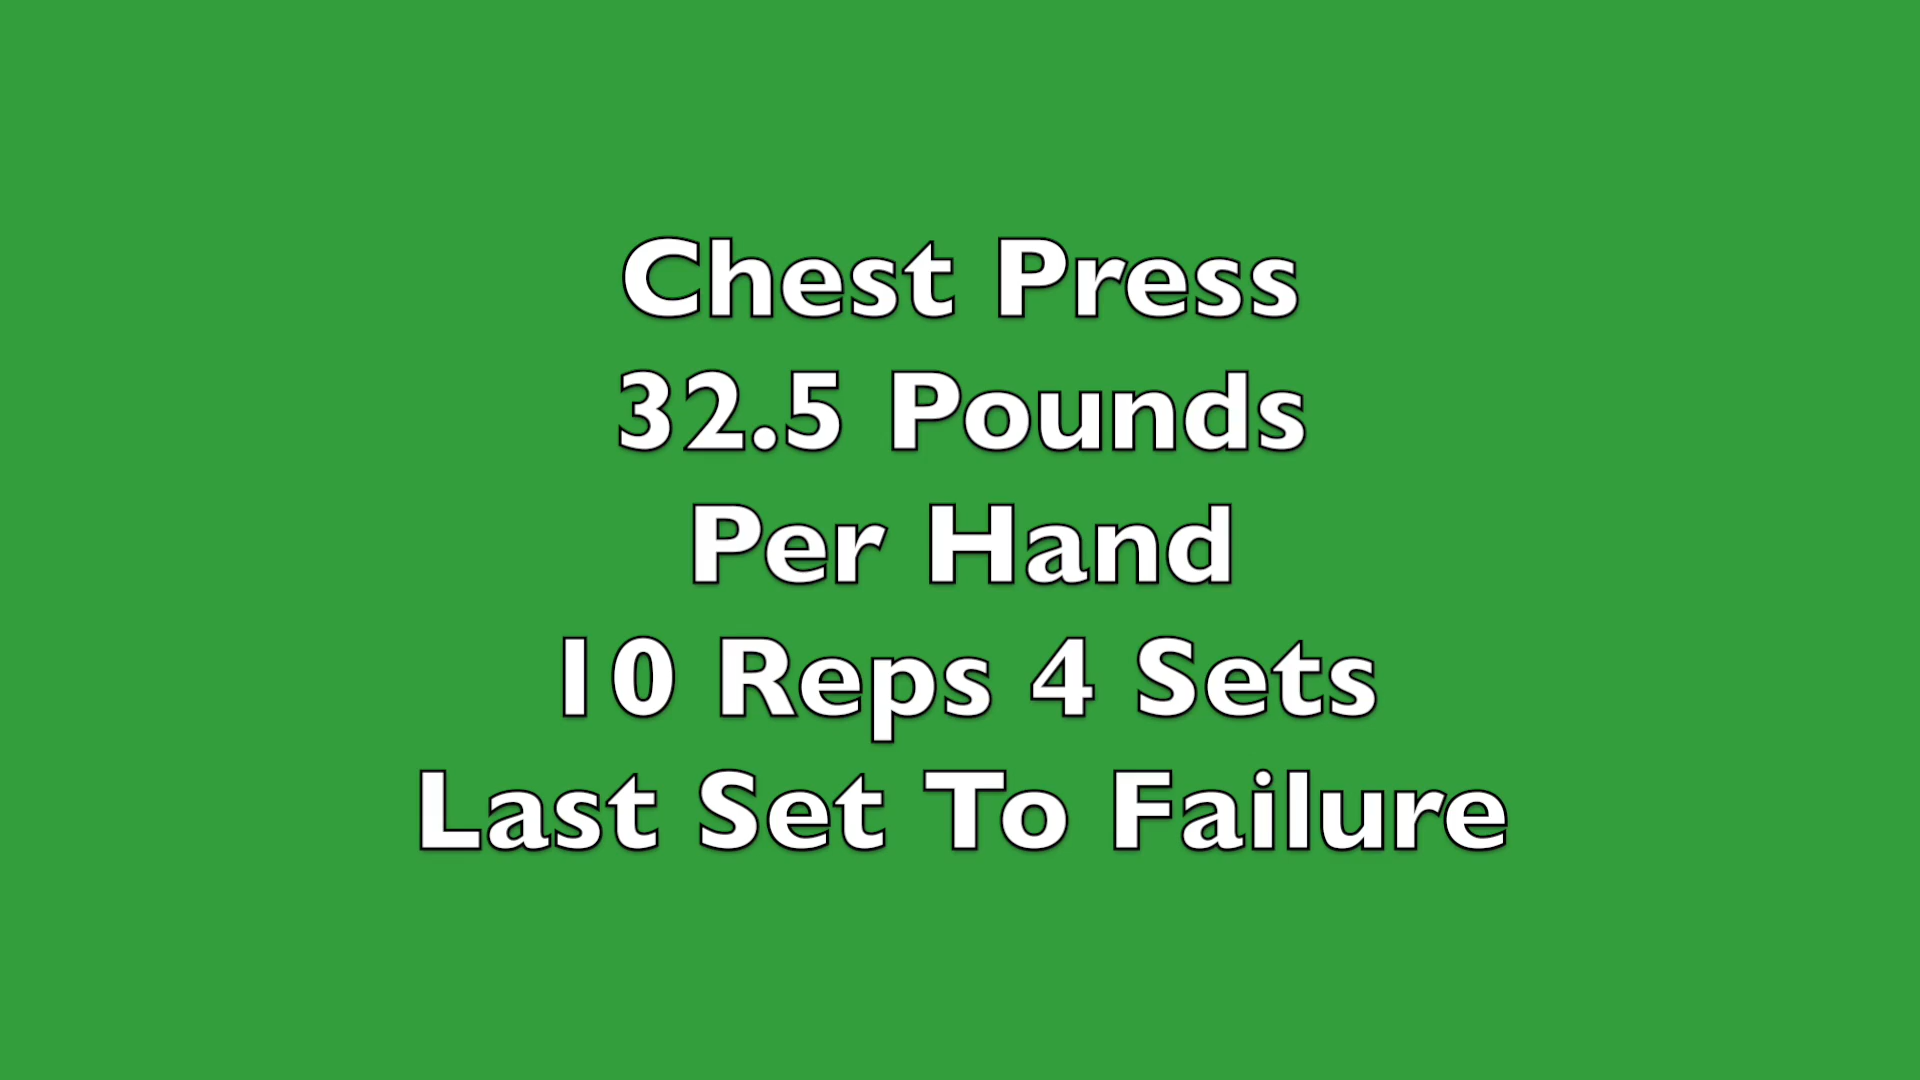 Chest Press
32.5 Pounds
Per Hand
10 Reps 4 Sets
Last Set To Failure